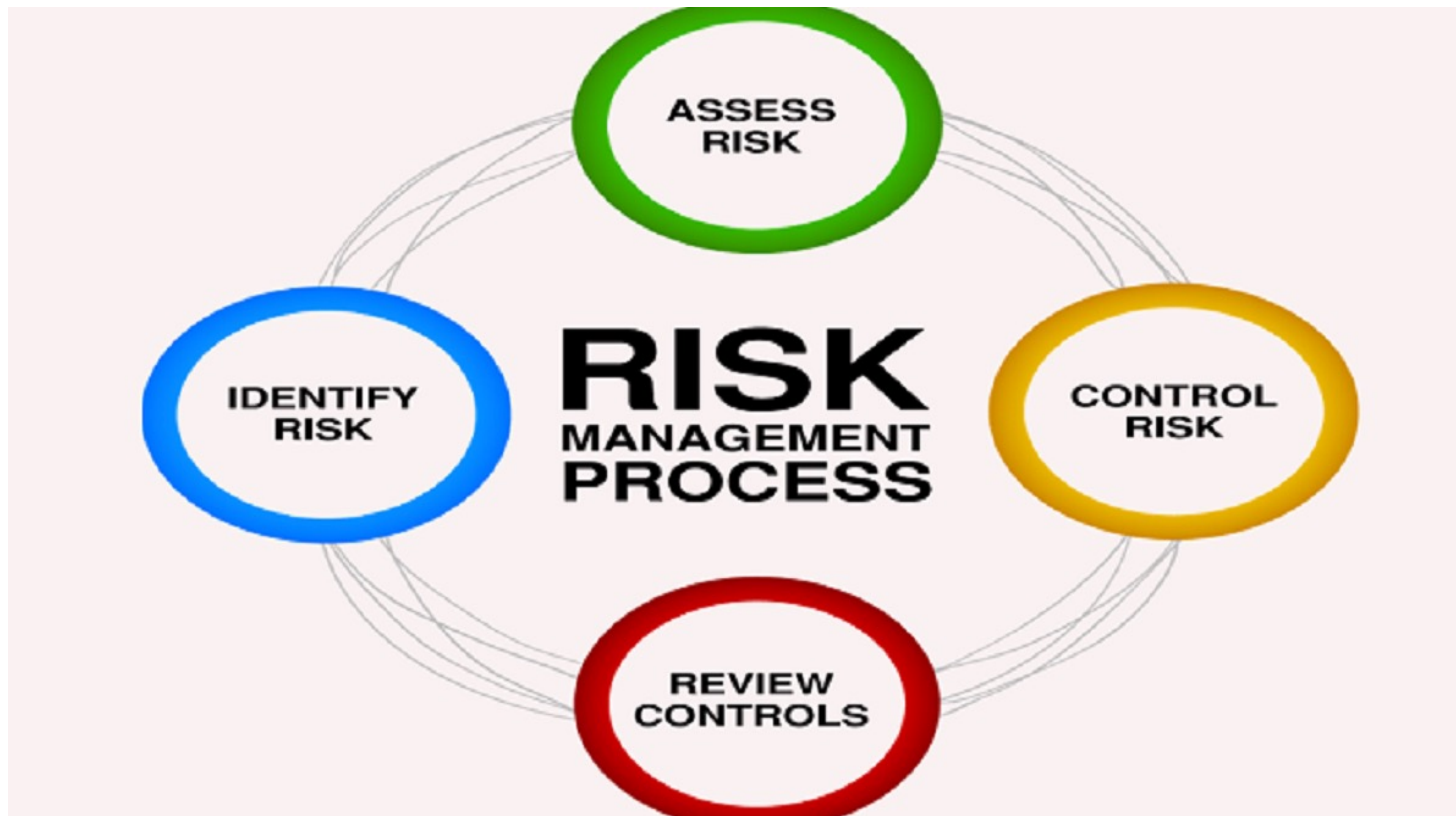 ASSESS
RISK
IDENTIFY
RISK
RISK
MANAGEMENT
PROCESS
CONTROL
RISK
REVIEW
CONTROLS